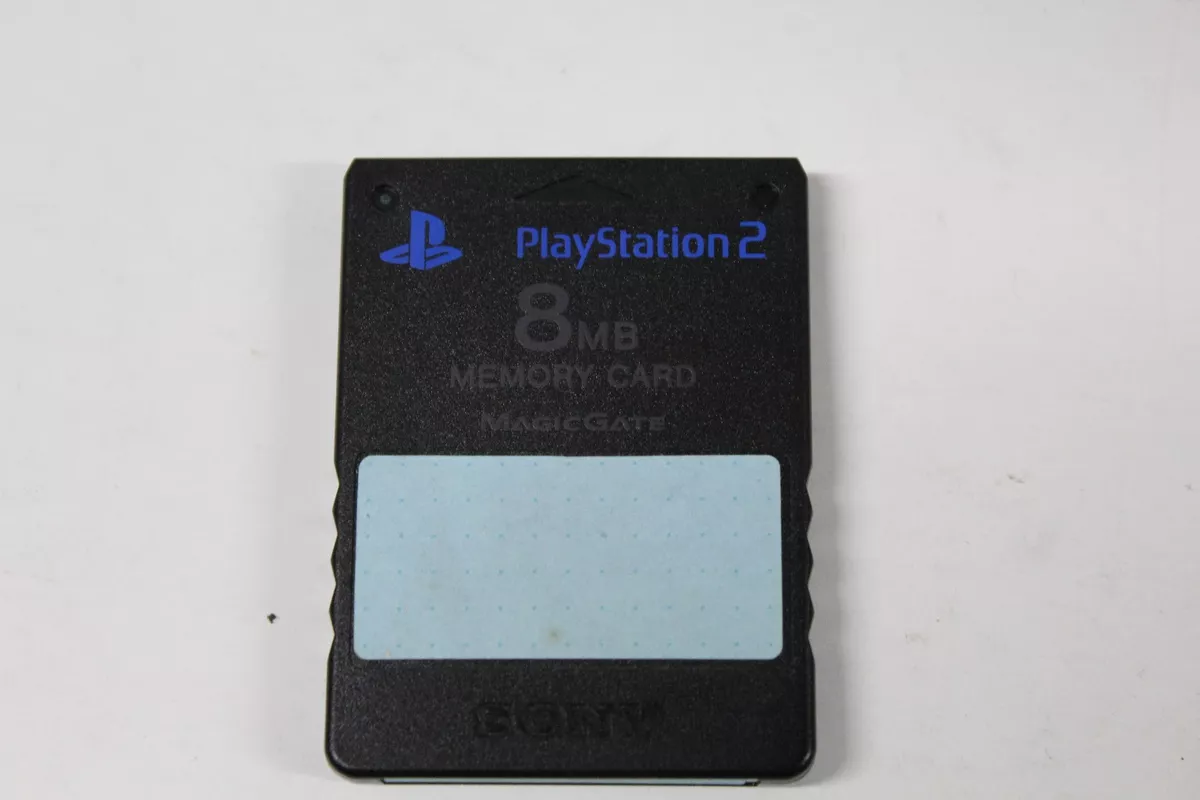 PlayStation 2
8MB
MEMORY CARD
MAGICGATE
SONY